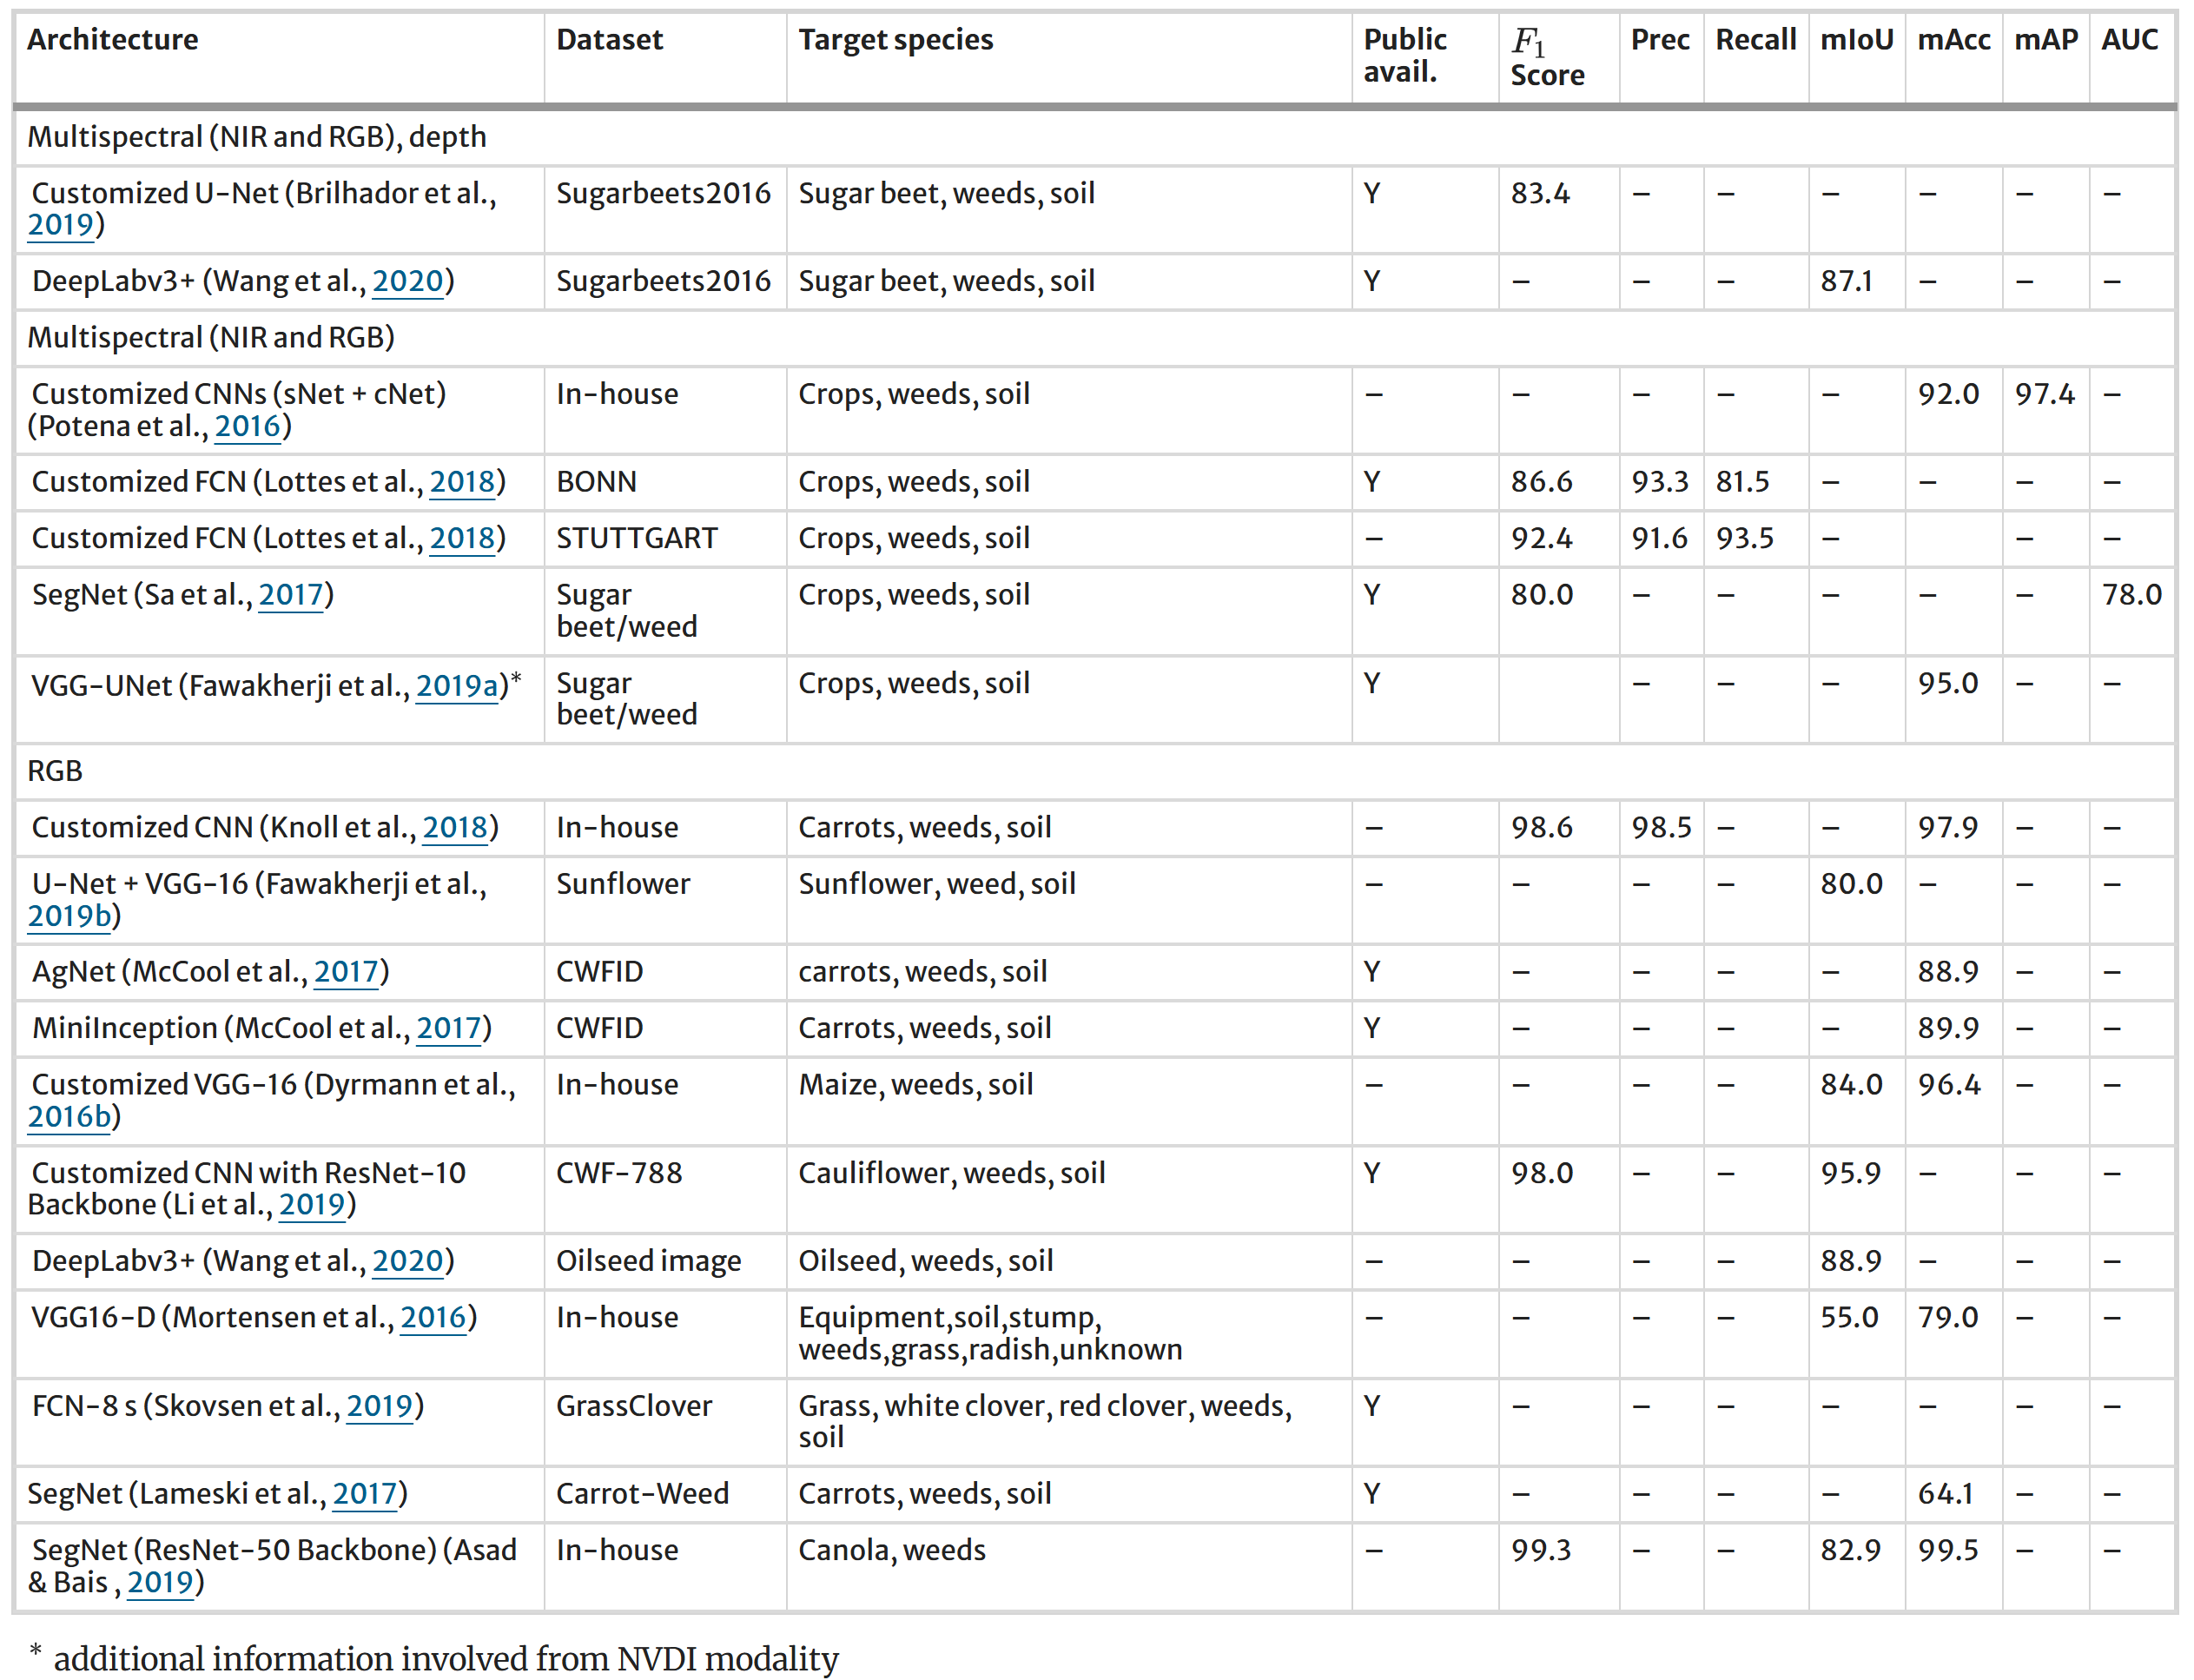 Architecture Dataset Target species Public avail. F1 Score Prec Recall mIoU mAcc mAP AUC
Multispectral (NIR and RGB), depth
Customized U-Net (Brilhador et al., 2019) Sugarbeets2016 Sugar beet, weeds, soil Y 83.4 – – – – – –
DeepLabv3+ (Wang et al., 2020) Sugarbeets2016 Sugar beet, weeds, soil Y – – – 87.1 – – –
Multispectral (NIR and RGB)
Customized CNNs (sNet + cNet) (Potena et al., 2016) In-house Crops, weeds, soil – – – – – 92.0 97.4 –
Customized FCN (Lottes et al., 2018) BONN Crops, weeds, soil Y 86.6 93.3 81.5 – – – –
Customized FCN (Lottes et al., 2018) STUTTGART Crops, weeds, soil – 92.4 91.6 93.5 – – –
SegNet (Sa et al., 2017) Sugar beet/weed Crops, weeds, soil Y 80.0 – – – – – 78.0
VGG-UNet (Fawakherji et al., 2019a)* Sugar beet/weed Crops, weeds, soil Y – – – 95.0 – –
RGB
Customized CNN (Knoll et al., 2018) In-house Carrots, weeds, soil – 98.6 98.5 – – 97.9 – –
U-Net + VGG-16 (Fawakherji et al., 2019b) Sunflower Sunflower, weed, soil – – – – 80.0 – – –
AgNet (McCool et al., 2017) CWFID carrots, weeds, soil Y – – – – 88.9 – –
MiniInception (McCool et al., 2017) CWFID Carrots, weeds, soil Y – – – – 89.9 – –
Customized VGG-16 (Dyrmann et al., 2016b) In-house Maize, weeds, soil – – – – 84.0 96.4 – –
Customized CNN with ResNet-10 Backbone (Li et al., 2019) CWF-788 Cauliflower, weeds, soil Y 98.0 – – 95.9 – – –
DeepLabv3+ (Wang et al., 2020) Oilseed image Oilseed, weeds, soil – – – – 88.9 – – –
VGG16-D (Mortensen et al., 2016) In-house Equipment,soil,stump, weeds,grass,radish,unknown – – – – 55.0 79.0 – –
FCN-8 s (Skovsen et al., 2019) GrassClover Grass, white clover, red clover, weeds, soil Y – – – – – – –
SegNet (Lameski et al., 2017) Carrot-Weed Carrots, weeds, soil Y – – – – 64.1 – –
SegNet (ResNet-50 Backbone) (Asad & Bais , 2019) In-house Canola, weeds – 99.3 – – 82.9 99.5 – –
* additional information involved from NVDI modality